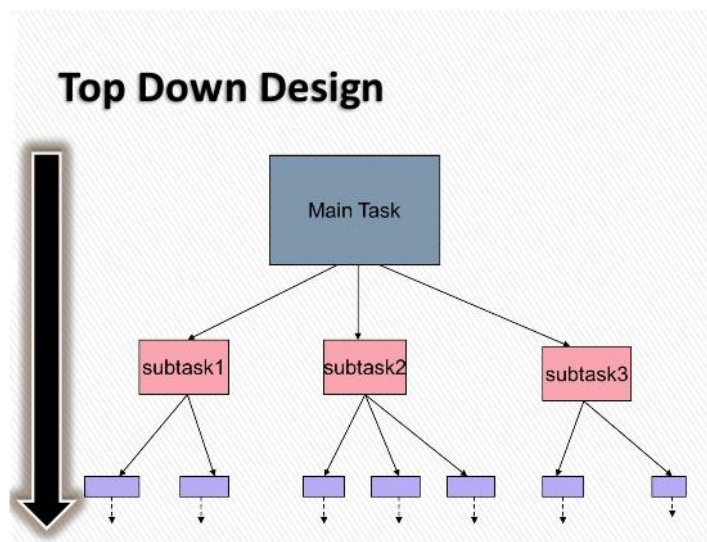 Top Down Design
Main Task
subtask1
subtask2
subtask3